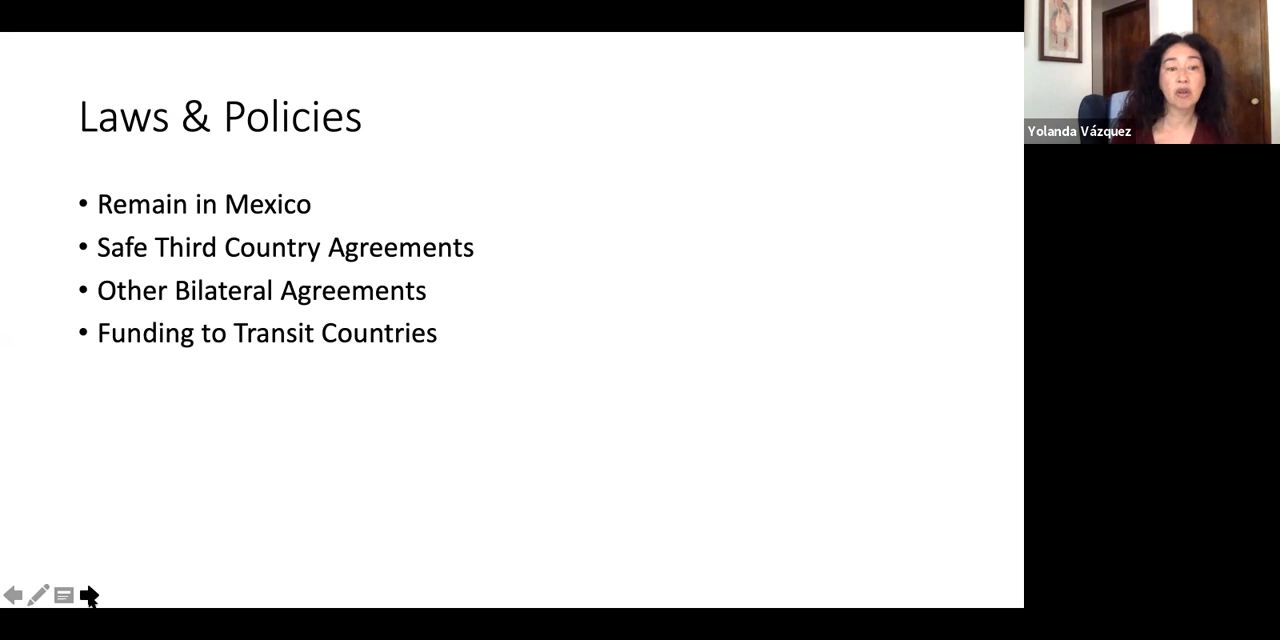 Laws & Policies
• Remain in Mexico
• Safe Third Country Agreements
• Other Bilateral Agreements
• Funding to Transit Countries
Yolanda Vázquez